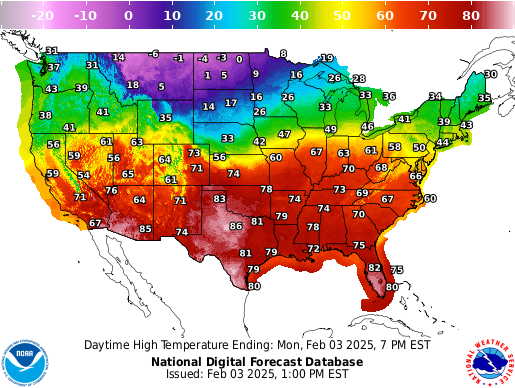 -20 -10 0 10 20 30 40 50 60 70 80
31 14 -6 -1 -4 -3 0 8 -19
37 31 1 5 9 16 26 -28 30
43 39 18 5 16 26 33 36 34 35
38 41 35 14 17 26 33 41 39 43
41 33 47 49 46 44
56 61 63 42 58 50
59 56 64 73 56 60 67 63 61
59 54 65 61 71 74 70 68 66
71 76 64 71 83 78 74 73 69 67 60
67 85 74 86 81 79 74 70
81 79 78 72 75
79 82 75
80 80
Daytime High Temperature Ending: Mon, Feb 03 2025, 7 PM EST
National Digital Forecast Database
Issued: Feb 03 2025, 1:00 PM EST
NOAA
NATIONAL WEATHER SERVICE